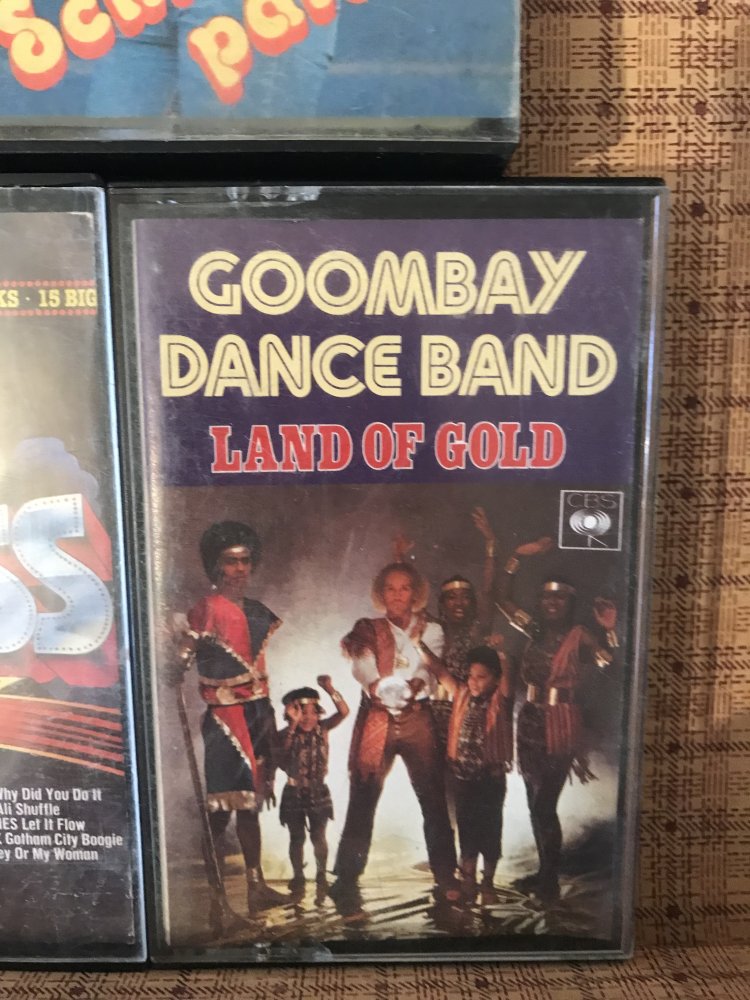 GOOMBAY
DANCE BAND
LAND OF GOLD
CBS
KS · 15 BIG
Why Did You Do It
Ali Shuffle
ES Let It Flow
Gotham City Boogie
ey Or My Woman